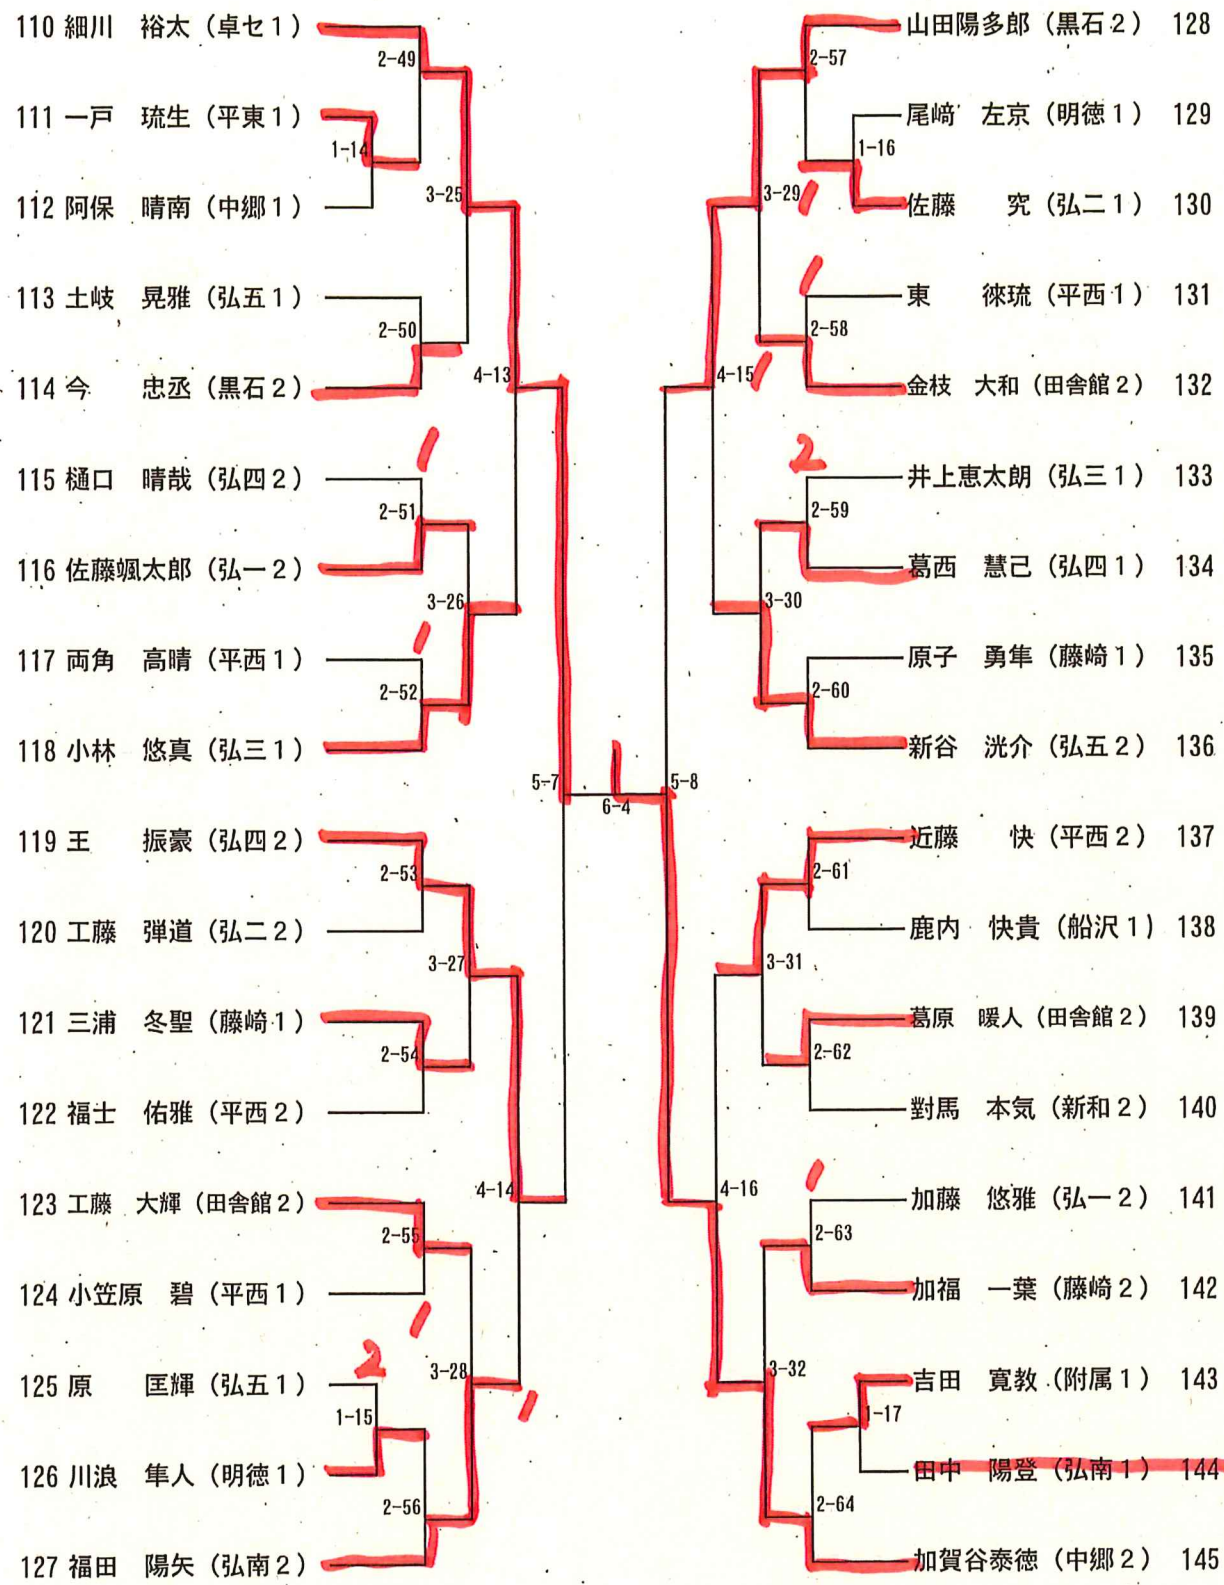 110 細川 裕太 (卓セ1)
2-49
111 一戸 琉生 (平東1)
1-14
112 阿保 晴南 (中郷1)
3-25
113 土岐 晃雅 (弘五1)
2-50
114 今 忠丞 (黒石2)
4-13
115 樋口 晴哉 (弘四2)
2-51
116 佐藤颯太郎 (弘一2)
3-26
117 両角 高晴 (平西1)
2-52
118 小林 悠真 (弘三1)
5-7
119 王 振豪 (弘四2)
2-53
120 工藤 弾道 (弘二2)
3-27
121 三浦 冬聖 (藤崎1)
2-54
122 福士 佑雅 (平西2)
4-14
123 工藤 大輝 (田舎館2)
2-55
124 小笠原 碧 (平西1)
2
3-28
125 原 匡輝 (弘五1)
1-15
126 川浪 隼人 (明徳1)
2-56
127 福田 陽矢 (弘南2)
6-4
山田陽多郎 (黒石2) 128
2-57
尾﨑 左京 (明徳1) 129
1-16
3-29
佐藤 究 (弘二1) 130
東 徠琉 (平西1) 131
2-58
4-15
金枝 大和 (田舎館2) 132
2
井上恵太朗 (弘三1) 133
2-59
葛西 慧己 (弘四1) 134
3-30
原子 勇隼 (藤崎1) 135
2-60
新谷 洸介 (弘五2) 136
5-8
近藤 快 (平西2) 137
2-61
鹿内 快貴 (船沢1) 138
3-31
葛原 暖人 (田舎館2) 139
2-62
對馬 本気 (新和2) 140
4-16
加藤 悠雅 (弘一2) 141
2-63
加福 一葉 (藤崎2) 142
3-32
吉田 寛教 (附属1) 143
1-17
田中 陽登 (弘南1) 144
2-64
加賀谷泰徳 (中郷2) 145